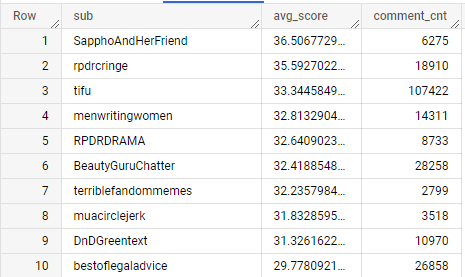 Row sub avg_score comment_cnt
1 SapphoAndHerFriend 36.5067729... 6275
2 rpdrcringe 35.5927022... 18910
3 tifu 33.3445849... 107422
4 menwritingwomen 32.8132904... 14311
5 RPDRDRAMA 32.6409023... 8733
6 BeautyGuruChatter 32.4188548... 28258
7 terriblefandommemes 32.2357984... 2799
8 muacirclejerk 31.8328595... 3518
9 DnDGreentext 31.3261622... 10970
10 bestoflegaladvice 29.7780921... 26858